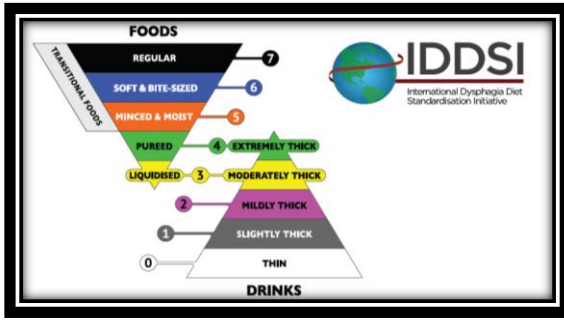 FOODS
REGULAR
7
TRANSITIONAL FOODS
SOFT & BITE-SIZED
6
MINCED & MOIST
5
PUREED
4
EXTREMELY THICK
LIQUIDISED
3
MODERATELY THICK
2
MILDLY THICK
1
SLIGHTLY THICK
0
THIN
DRINKS
IDDSI
International Dysphagia Diet
Standardisation Initiative